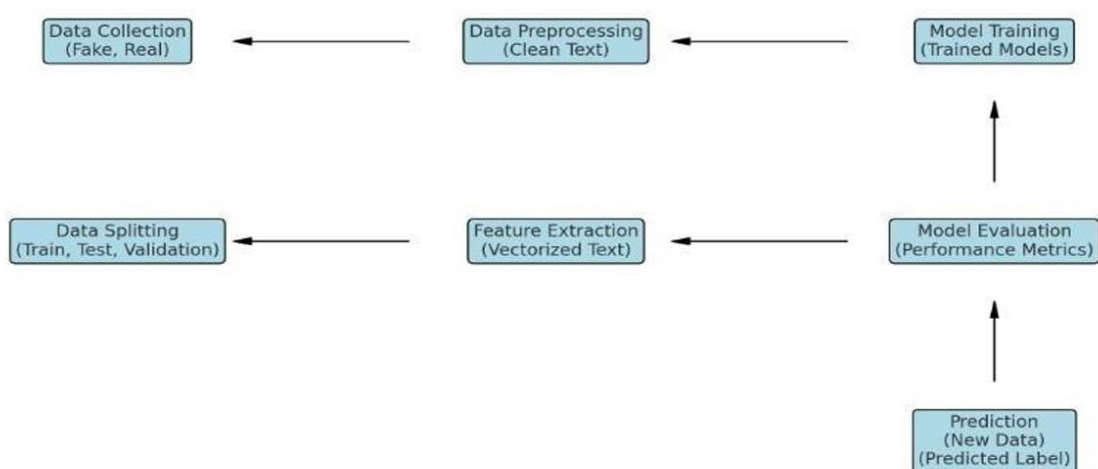 Data Collection
(Fake, Real)
Data Preprocessing
(Clean Text)
Model Training
(Trained Models)
Data Splitting
(Train, Test, Validation)
Feature Extraction
(Vectorized Text)
Model Evaluation
(Performance Metrics)
Prediction
(New Data)
(Predicted Label)